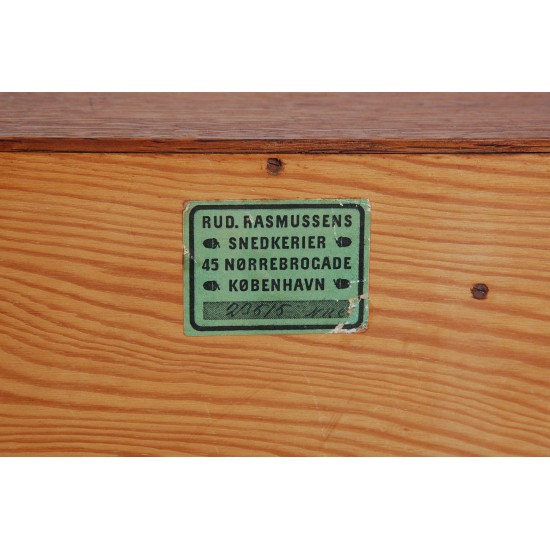 RUD. RASMUSSENS
SNEDKERIER
45 NØRREBROGADE
KØBENHAVN